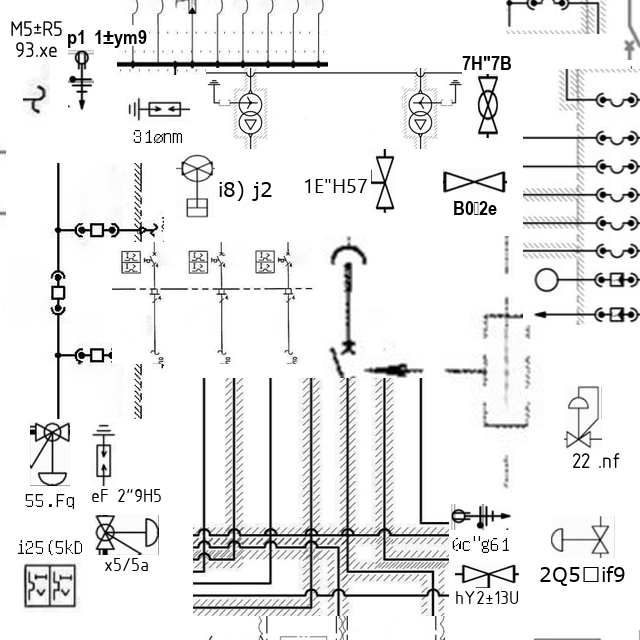 M5±R5
93.xe
p1 1±ym9
7H"7B
31ønm
i8) j2
1E"H57
B0▯2e
55.Fq
eF 2"9H5
22 .nf
i25(5kD
x5/5a
0c"g61
2Q5▯if9
hY2±13U